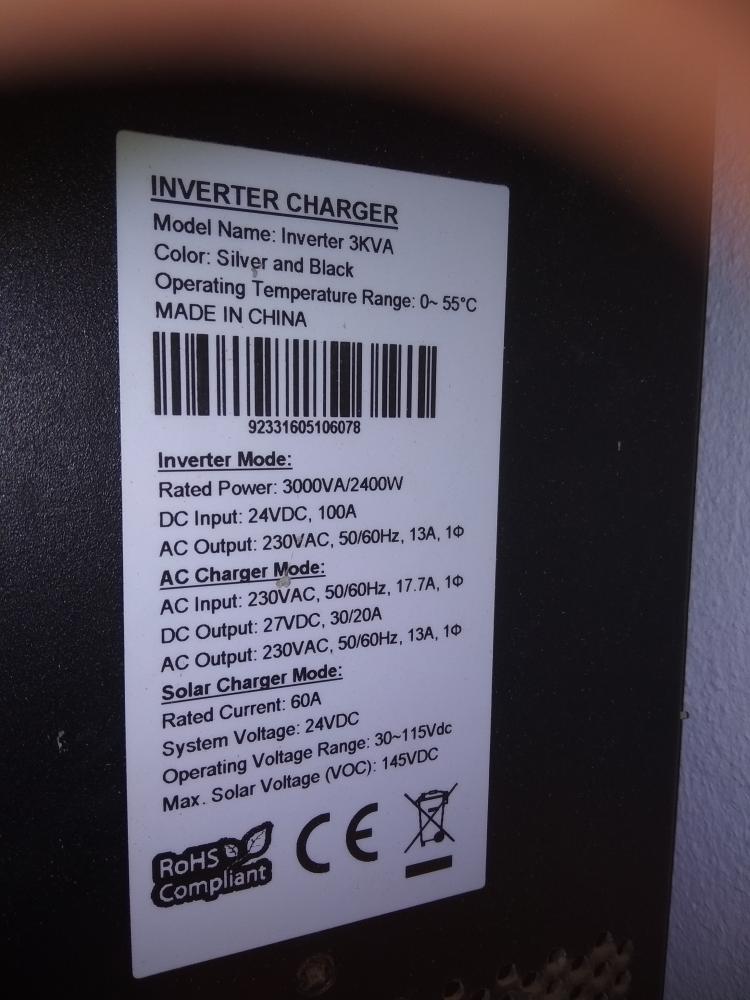 INVERTER CHARGER
Model Name: Inverter 3KVA
Color: Silver and Black
Operating Temperature Range: 0~ 55°C
MADE IN CHINA
92331605106078
Inverter Mode:
Rated Power: 3000VA/2400W
DC Input: 24VDC, 100A
AC Output: 230VAC, 50/60Hz, 13A, 1Φ
AC Charger Mode:
AC Input: 230VAC, 50/60Hz, 17.7A, 1Φ
DC Output: 27VDC, 30/20A
AC Output: 230VAC, 50/60Hz, 13A, 1Φ
Solar Charger Mode:
Rated Current: 60A
System Voltage: 24VDC
Operating Voltage Range: 30~115Vdc
Max. Solar Voltage (VOC): 145VDC
RoHS
Compliant
CE